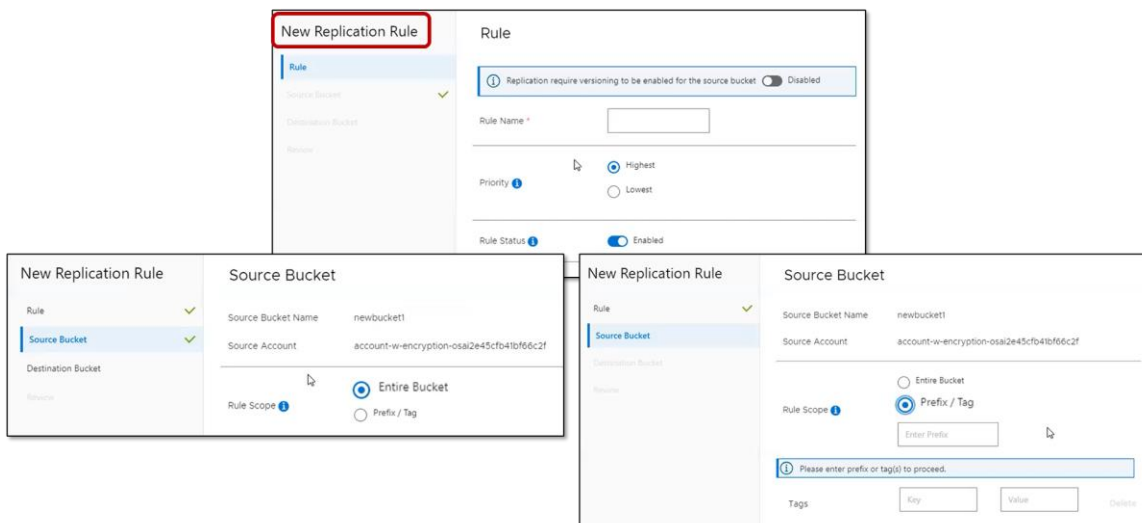 New Replication Rule
Rule
Source Bucket
Destination Bucket
Review
Rule
Replication require versioning to be enabled for the source bucket Disabled
Rule Name *
Priority Highest
Lowest
Rule Status Enabled
New Replication Rule
Rule
Source Bucket
Destination Bucket
Review
Source Bucket
Source Bucket Name newbucket1
Source Account account-w-encryption-osai2e45cfb41bf66c2f
Rule Scope Entire Bucket
Prefix / Tag
New Replication Rule
Rule
Source Bucket
Destination Bucket
Review
Source Bucket
Source Bucket Name newbucket1
Source Account account-w-encryption-osai2e45cfb41bf66c2f
Rule Scope Entire Bucket
Prefix / Tag
Enter Prefix
Please enter prefix or tag(s) to proceed.
Tags Key Value Delete